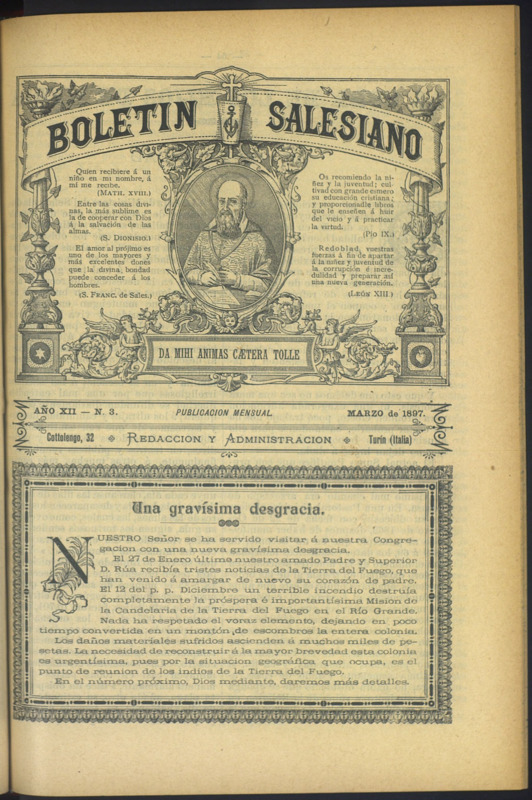 BOLETIN SALESIANO
Quien recibiere á un
niño en mi nombre, á
mí me recibe.
(MATH. XVIII.)
Entre las cosas divi-
nas, la más sublime es
la de cooperar con Dios
á la salvación de las
almas.
(S. DIONISIO.)
El amor al prójimo es
uno de los mayores y
más excelentes dones
que la divina bondad
puede conceder á los
hombres.
(S. FRANC. de Sales.)
Os recomiendo la ni-
ñez y la juventud; cul-
tivad con grande esmero
su educación cristiana;
y proporcionadle libros
que le enseñen á huir
del vicio y á practicar
la virtud.
(Pío IX.)
Redoblad, vuestras
fuerzas á fin de apartar
á la niñez y juventud de
la corrupción é incre-
dulidad y preparar así
una nueva generación.
(LEÓN XIII.)
DA MIHI ANIMAS CÆTERA TOLLE
AÑO XII — N. 3. PUBLICACION MENSUAL. MARZO de 1897.
Cottolengo, 32 REDACCION Y ADMINISTRACION Turín (Italia)
Una gravísima desgracia.
NUESTRO Señor se ha servido visitar á nuestra Congre-
gacion con una nueva gravísima desgracia.
El 27 de Enero último nuestro amado Padre y Superior
D. Rúa recibía tristes noticias de la Tierra del Fuego, que
han venido á amargar de nuevo su corazón de padre.
El 12 del p. p. Diciembre un terrible incendio destruía
completamente la próspera é importantísima Misión de
la Candelaria de la Tierra del Fuego en el Río Grande.
Nada ha respetado el voraz elemento, dejando en poco
tiempo convertida en un montón de escombros la entera colonia.
Los daños materiales sufridos ascienden á muchos miles de pe-
setas. La necesidad de reconstruir á la mayor brevedad esta colonia
es urgentísima, pues por la situacion geográfica que ocupa, es el
punto de reunion de los indios de la Tierra del Fuego.
En el número próximo, Dios mediante, daremos más detalles.